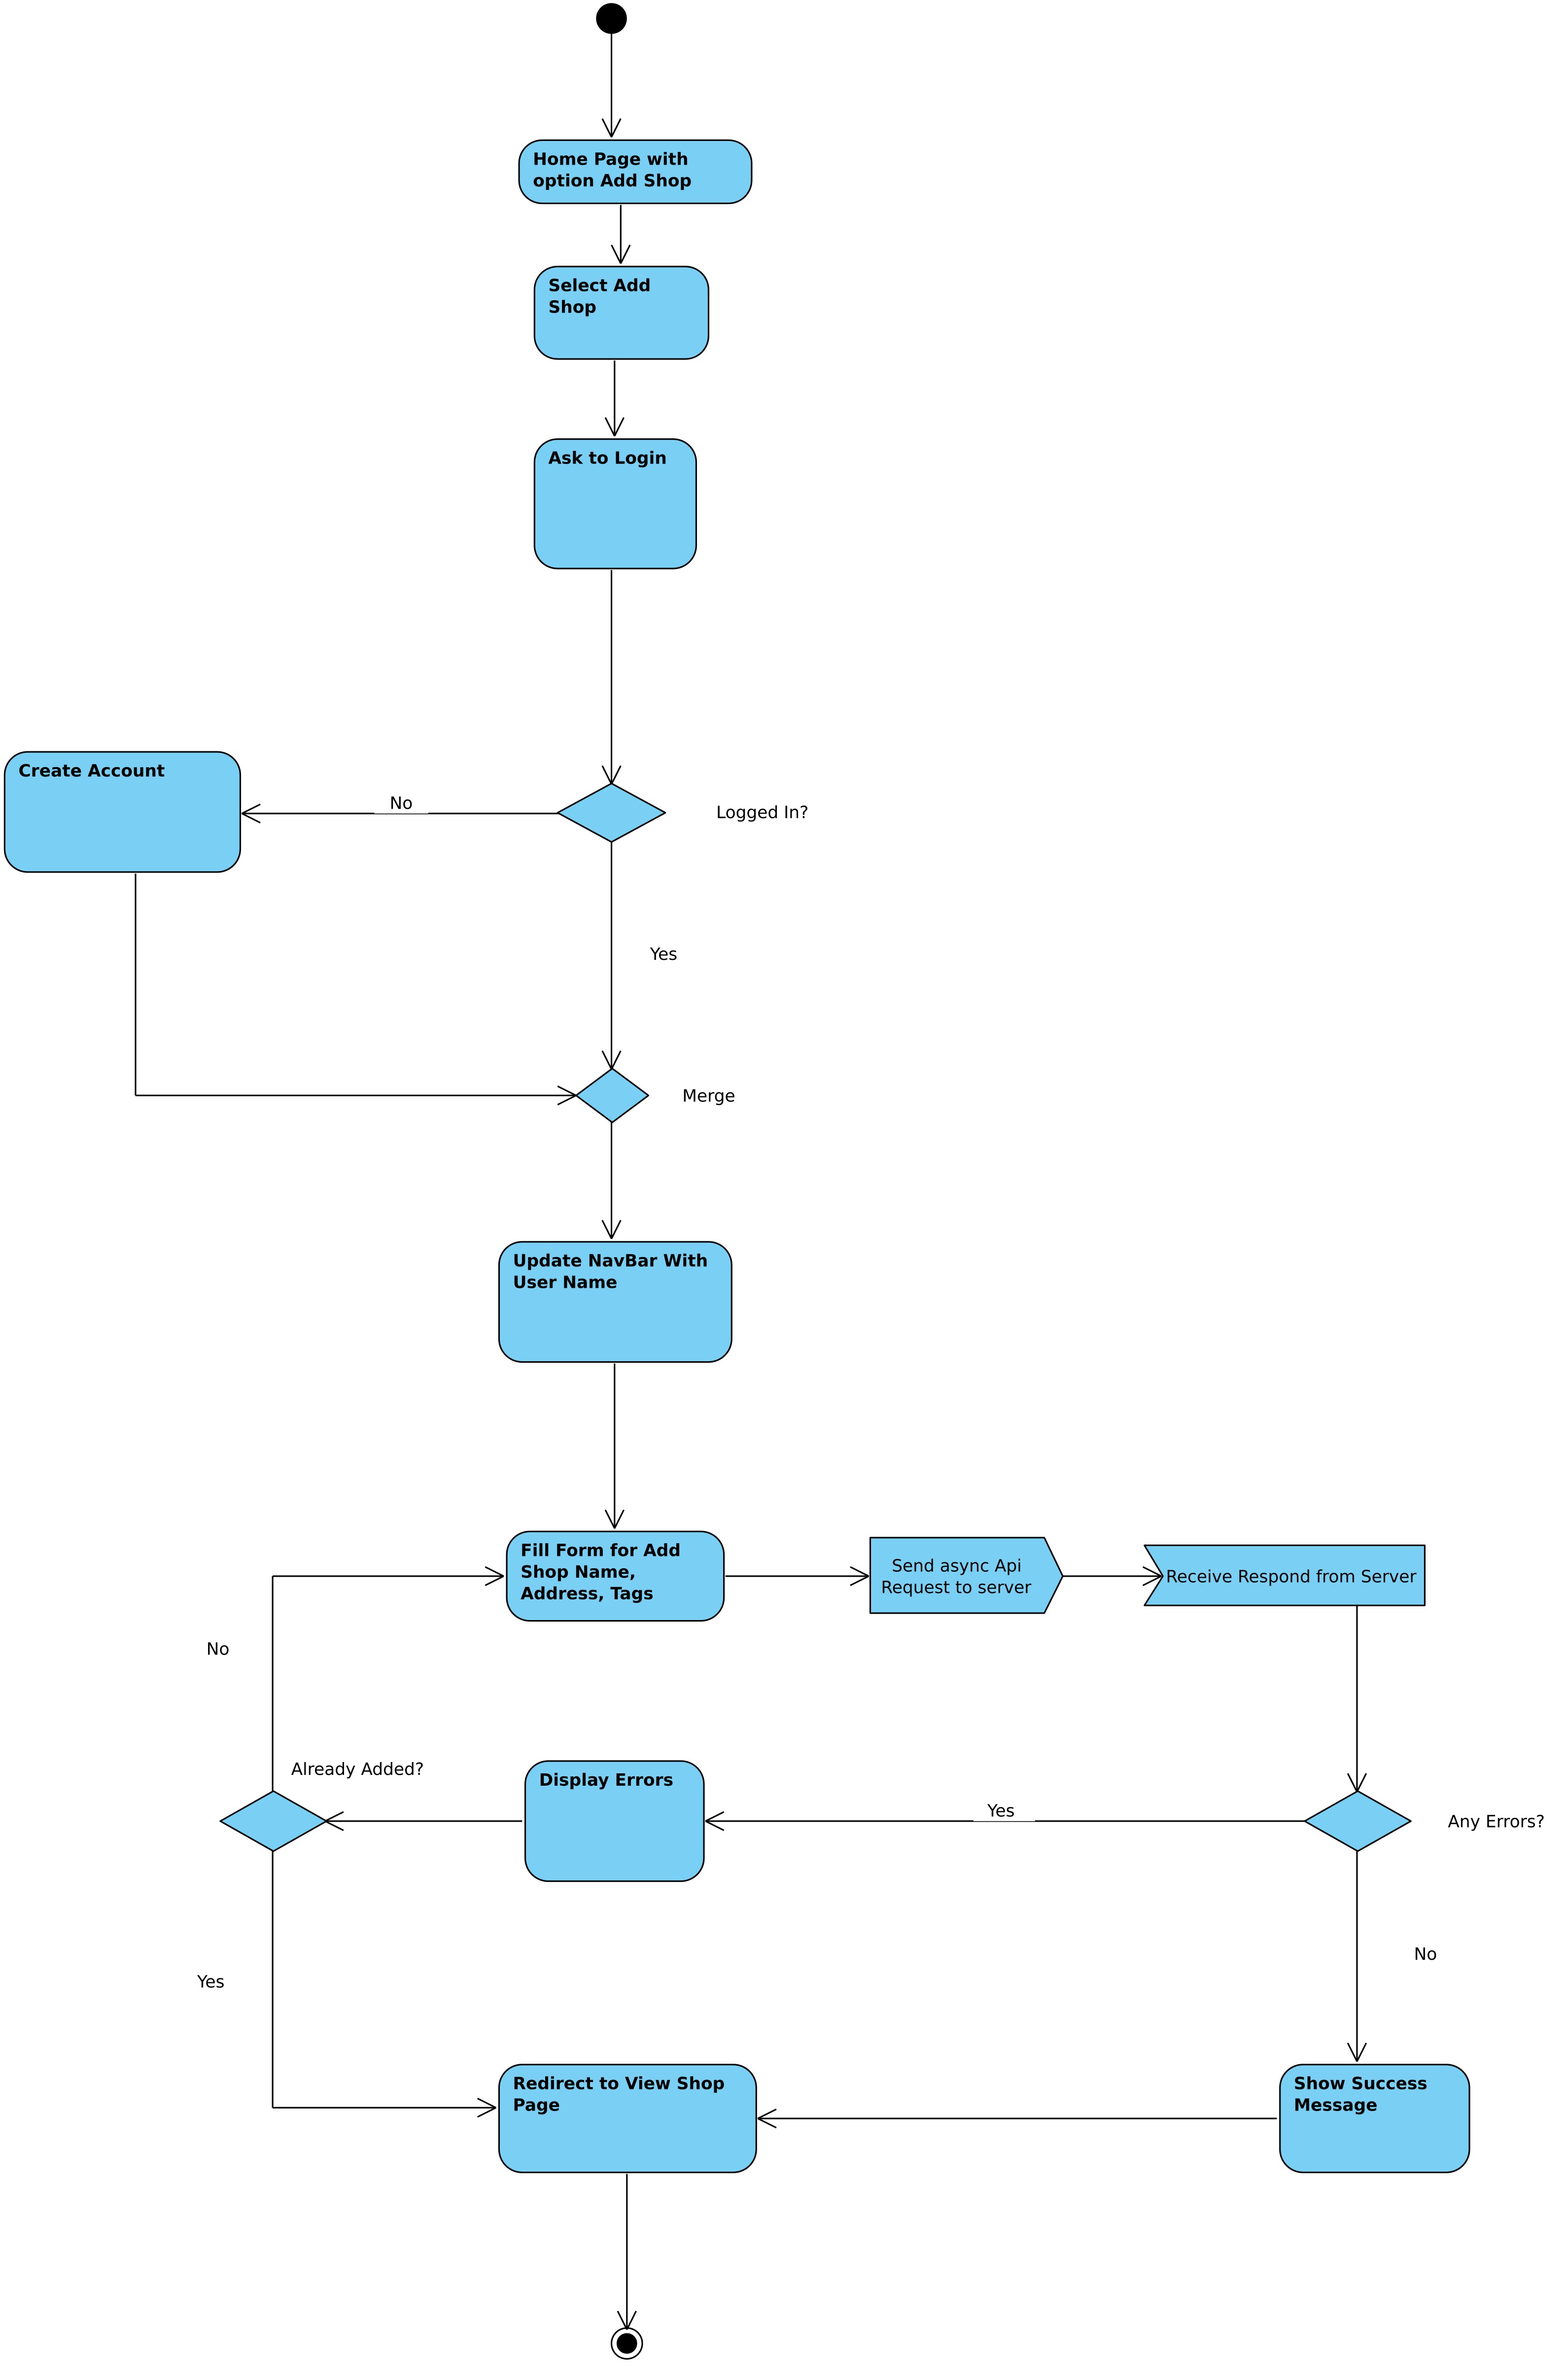 Home Page with
option Add Shop
Select Add
Shop
Ask to Login
Create Account
No
Logged In?
Yes
Merge
Update NavBar With
User Name
Fill Form for Add
Shop Name,
Address, Tags
Send async Api
Request to server
Receive Respond from Server
No
Already Added?
Display Errors
Yes
Any Errors?
No
Yes
Redirect to View Shop
Page
Show Success
Message